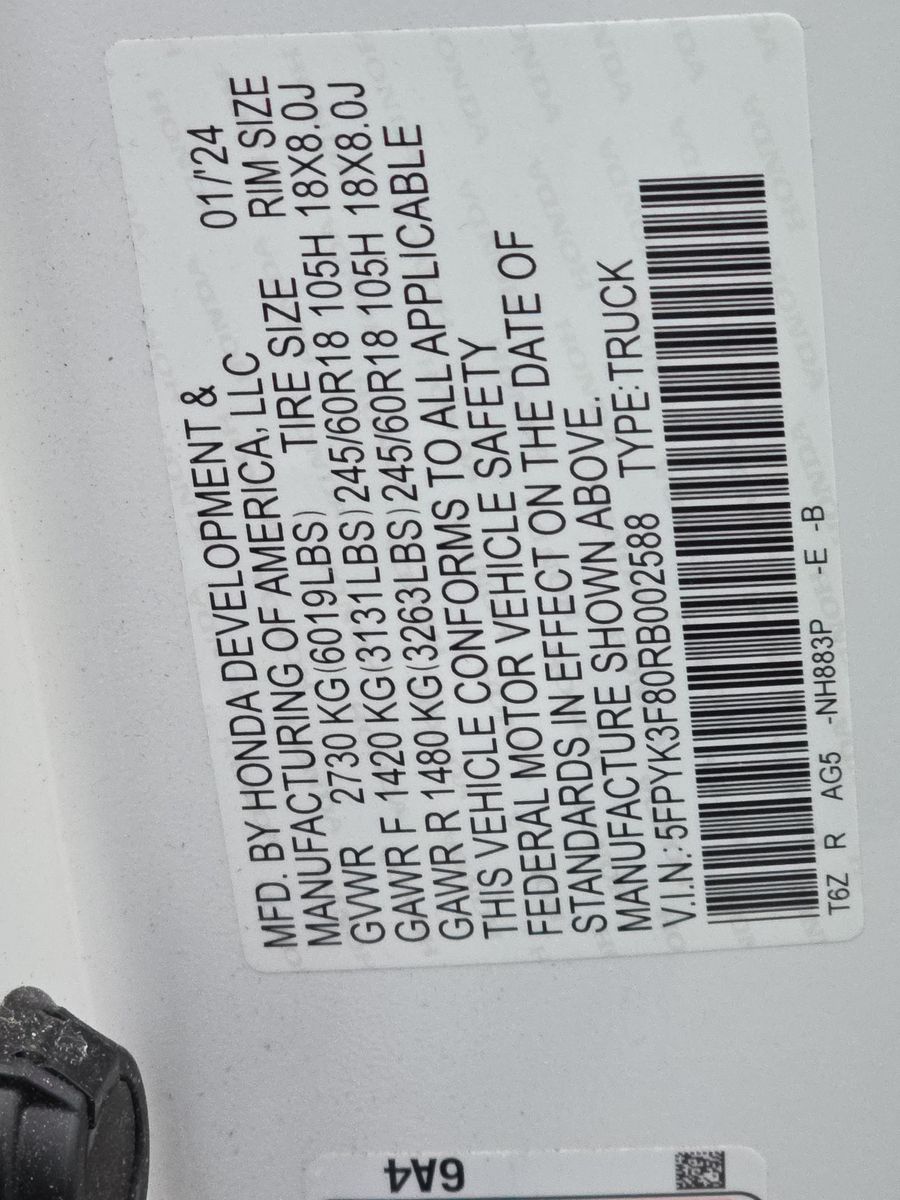 MFD. BY HONDA DEVELOPMENT & 01/'24
MANUFACTURING OF AMERICA, LLC RIM SIZE
TIRE SIZE
GVWR 2730 KG(6019LBS)
GAWR F 1420 KG(3131LBS) 245/60R18 105H 18X8.0J
GAWR R 1480 KG(3263LBS) 245/60R18 105H 18X8.0J
THIS VEHICLE CONFORMS TO ALL APPLICABLE
FEDERAL MOTOR VEHICLE SAFETY
STANDARDS IN EFFECT ON THE DATE OF
MANUFACTURE SHOWN ABOVE.
V.I.N.:5FPYK3F80RB002588 TYPE:TRUCK
T6Z R AG5 -NH883P -E -B
6A4